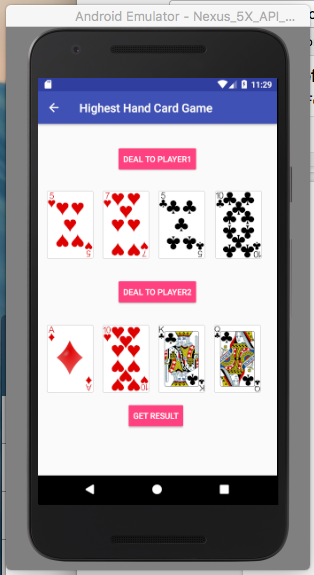 Android Emulator - Nexus_5X_API_...
11:29
Highest Hand Card Game
DEAL TO PLAYER1
5 7 5 10
5 7 5 10
DEAL TO PLAYER2
A 10 K Q
A 10 K Q
GET RESULT